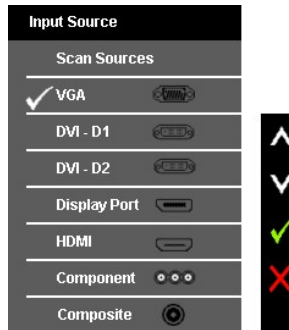 Input Source
Scan Sources
VGA
DVI - D1
DVI - D2
Display Port
HDMI
Component
Composite